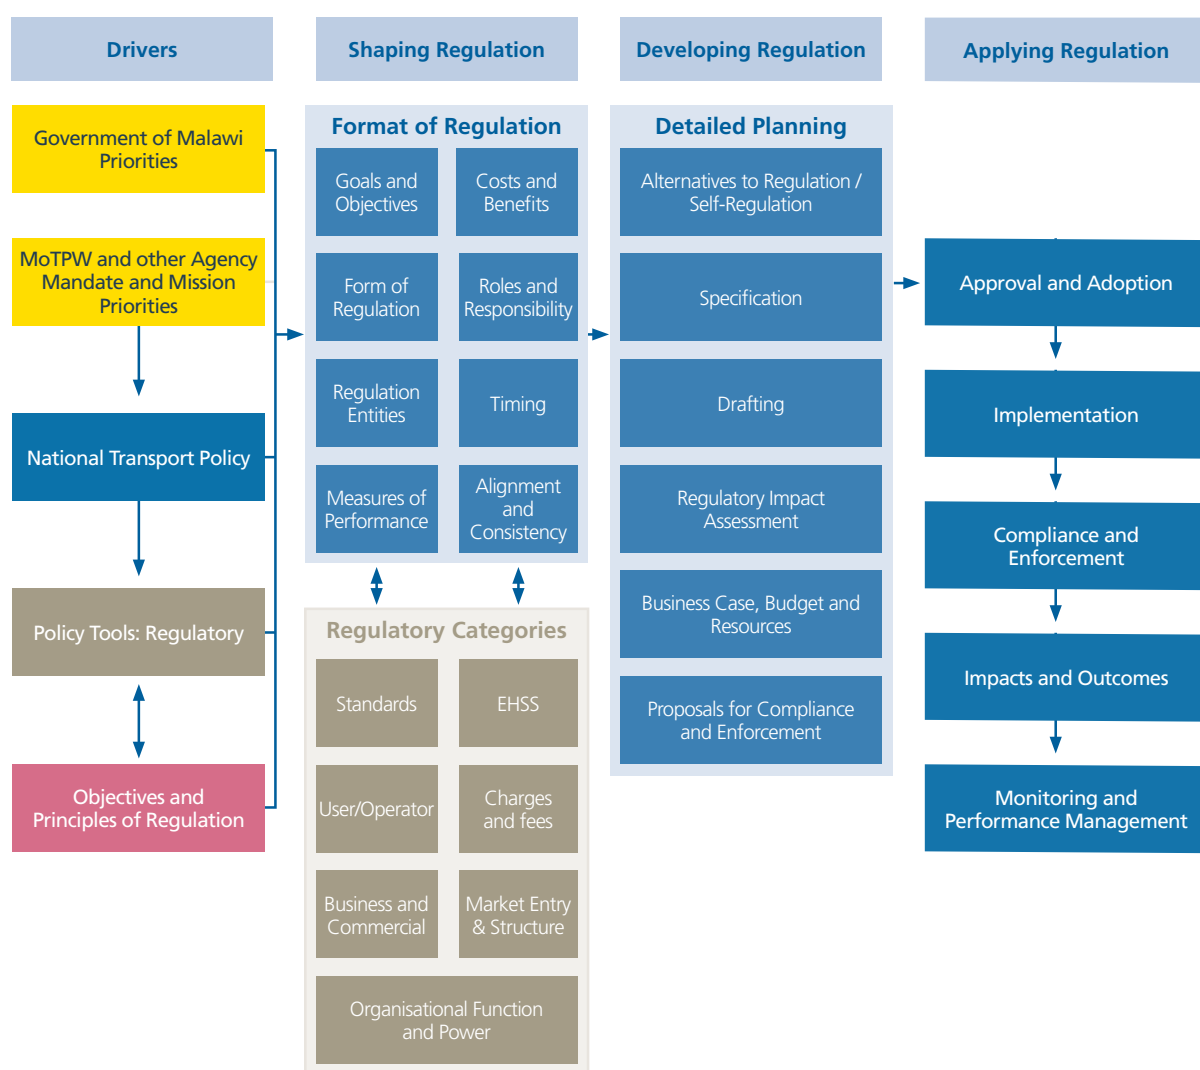 Drivers
Shaping Regulation
Developing Regulation
Applying Regulation
Government of Malawi
Priorities
MoTPW and other Agency
Mandate and Mission
Priorities
National Transport Policy
Policy Tools: Regulatory
Objectives and
Principles of Regulation
Format of Regulation
Goals and
Objectives
Costs and
Benefits
Form of
Regulation
Roles and
Responsibility
Regulation
Entities
Timing
Measures of
Performance
Alignment
and
Consistency
Regulatory Categories
Standards
EHSS
User/Operator
Charges
and fees
Business and
Commercial
Market Entry
& Structure
Organisational Function
and Power
Detailed Planning
Alternatives to Regulation /
Self-Regulation
Specification
Drafting
Regulatory Impact
Assessment
Business Case, Budget and
Resources
Proposals for Compliance
and Enforcement
Approval and Adoption
Implementation
Compliance and
Enforcement
Impacts and Outcomes
Monitoring and
Performance Management